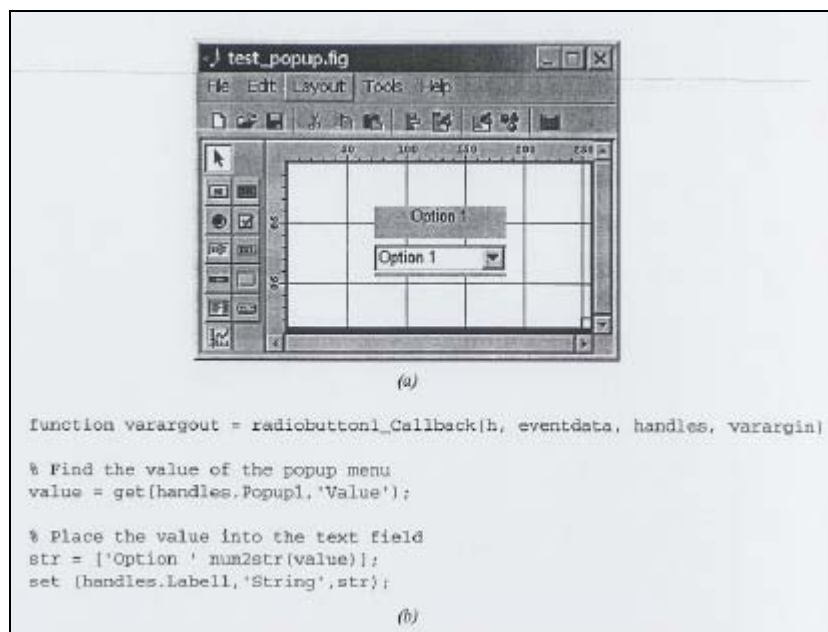 test_popup.fig
File Edit Layout Tools Help
50 100 150 200 250
Option 1
Option 1
(a)
function varargout = radiobutton1_Callback(h, eventdata, handles, varargin)
% Find the value of the popup menu
value = get(handles.Popup1,'Value');
% Place the value into the text field
str = ['Option ' num2str(value)];
set (handles.Label1,'String',str);
(b)